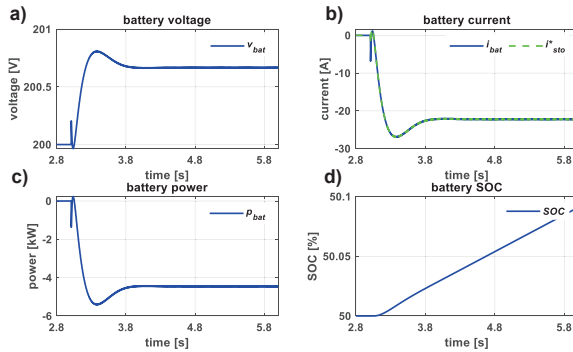 a)
battery voltage
201
200.5
200
voltage [V]
v_bat
2.8 3.8 4.8 5.8
time [s]
b)
battery current
0
-10
-20
-30
current [A]
i_bat i*_sto
2.8 3.8 4.8 5.8
time [s]
c)
battery power
0
-2
-4
-6
power [kW]
p_bat
2.8 3.8 4.8 5.8
time [s]
d)
battery SOC
50.1
50.05
50
SOC [%]
SOC
2.8 3.8 4.8 5.8
time [s]